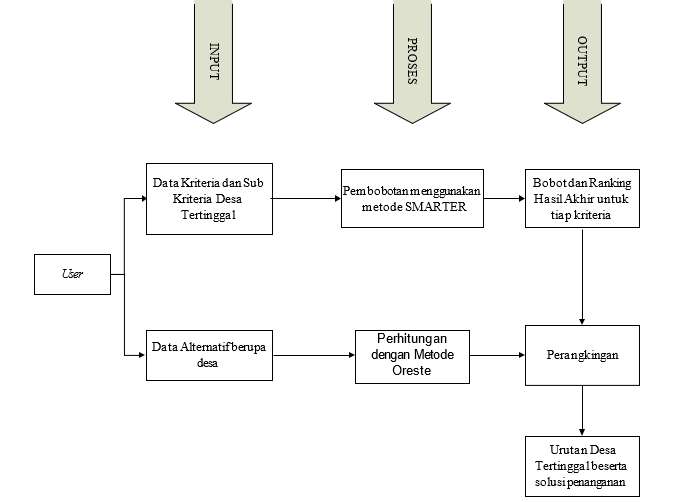 INPUT
PROSES
OUTPUT
Data Kriteria dan Sub
Kriteria Desa
Tertinggal
Pembobotan menggunakan
metode SMARTER
Bobot dan Ranking
Hasil Akhir untuk
tiap kriteria
User
Data Alternatif berupa
desa
Perhitungan
dengan Metode
Oreste
Perangkingan
Urutan Desa
Tertinggal beserta
solusi penanganan